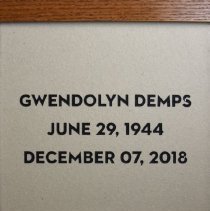 GWENDOLYN DEMPS
JUNE 29, 1944
DECEMBER 07, 2018